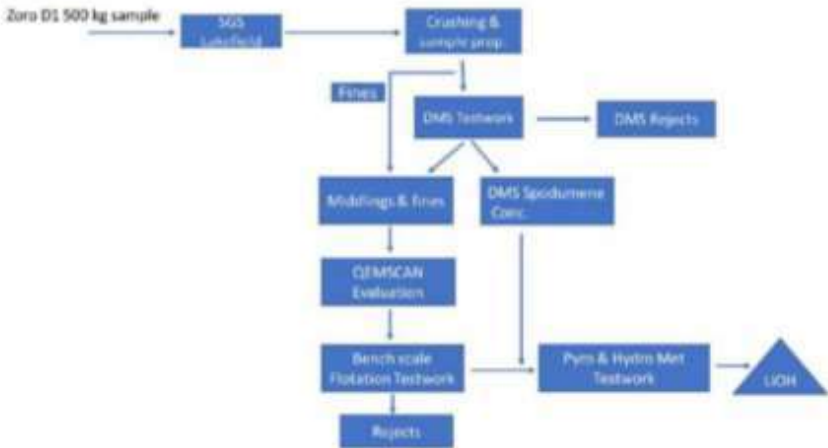 Zoro D1 500 kg sample
SGS
Lakefield
Crushing &
sample prop.
Fines
DMS Testwork
DMS Rejects
Middlings & fines
DMS Spodumene
Conc.
QEMSCAN
Evaluation
Bench scale
Flotation Testwork
Pyro & Hydro Met
Testwork
LiOH
Rejects